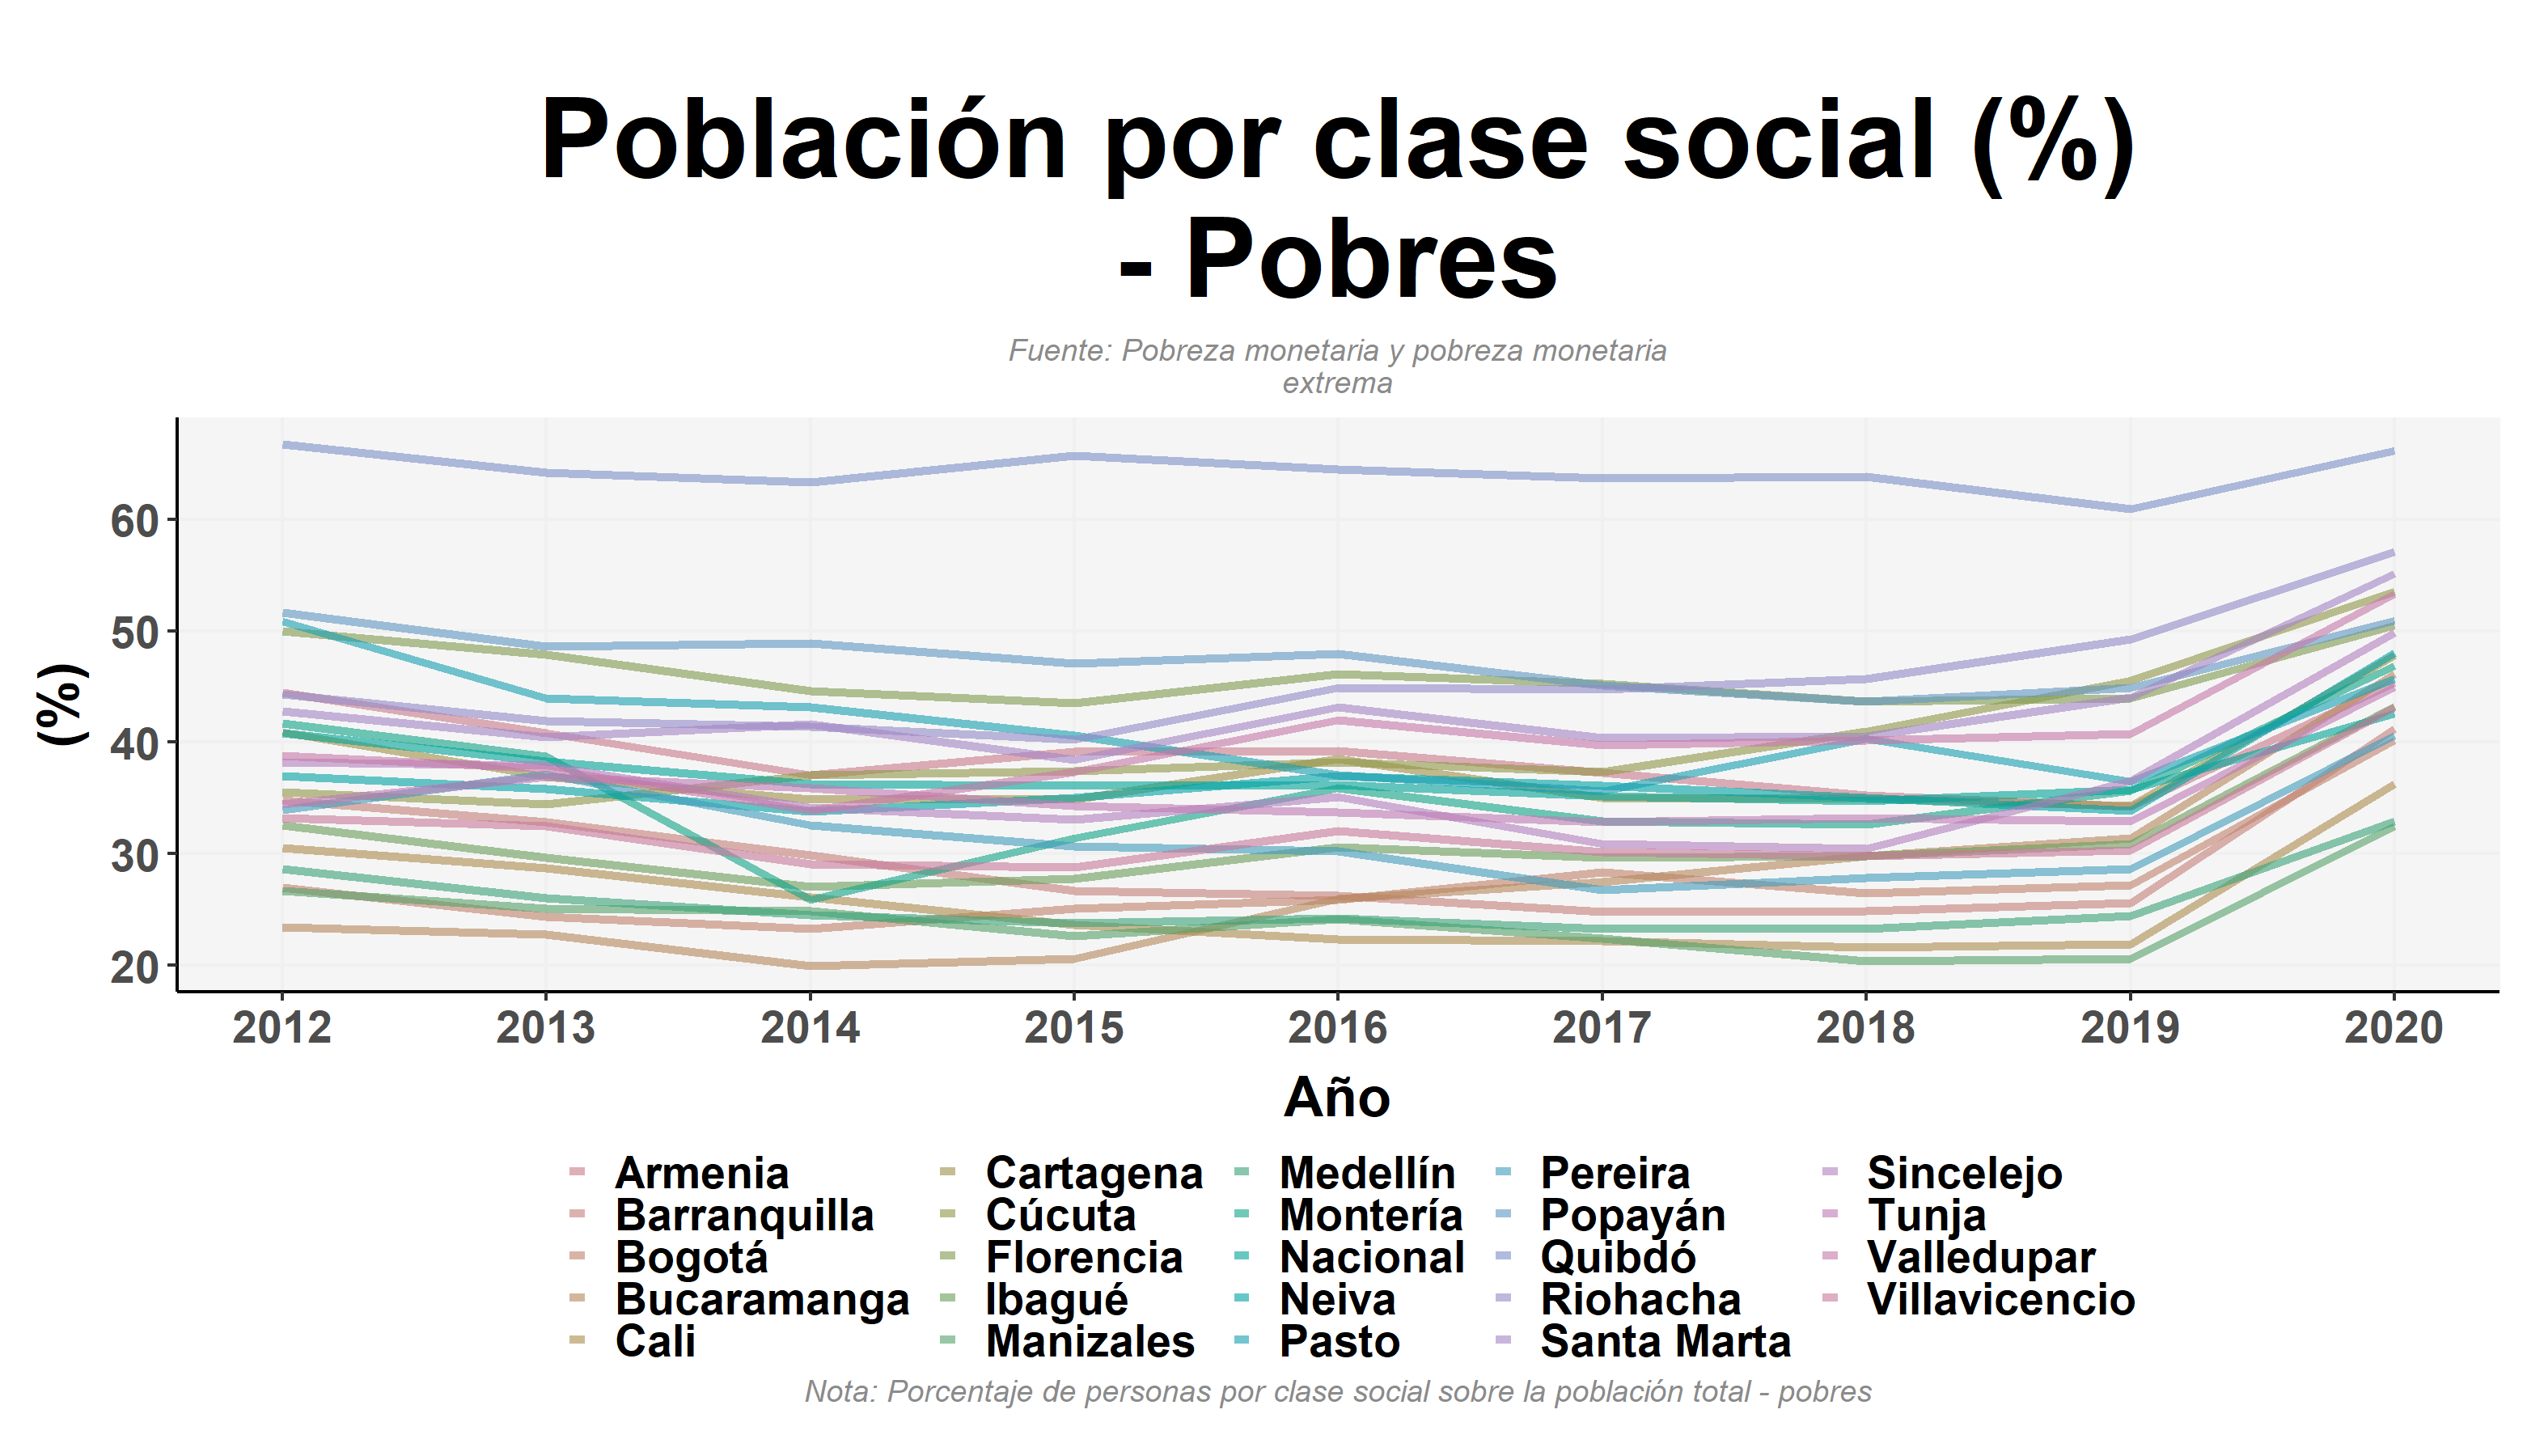 Población por clase social (%)
- Pobres
Fuente: Pobreza monetaria y pobreza monetaria
extrema
(%)
60
50
40
30
20
2012 2013 2014 2015 2016 2017 2018 2019 2020
Año
Armenia Cartagena Medellín Pereira Sincelejo
Barranquilla Cúcuta Montería Popayán Tunja
Bogotá Florencia Nacional Quibdó Valledupar
Bucaramanga Ibagué Neiva Riohacha Villavicencio
Cali Manizales Pasto Santa Marta
Nota: Porcentaje de personas por clase social sobre la población total - pobres